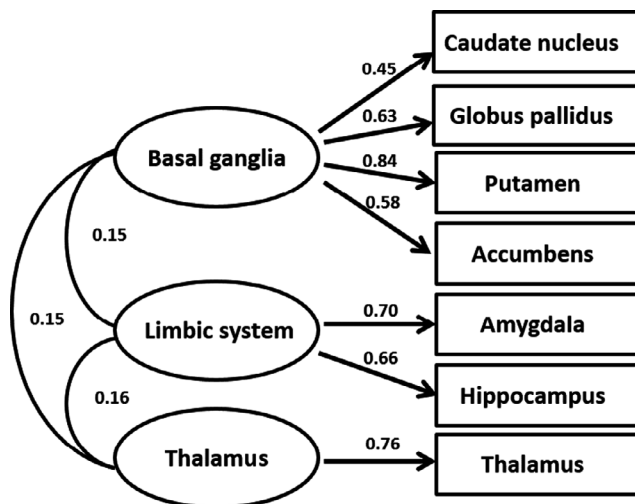 Caudate nucleus
0.45
0.63
Globus pallidus
Basal ganglia
0.84
Putamen
0.58
0.15
Accumbens
0.15
Limbic system
0.70
Amygdala
0.66
0.16
Hippocampus
Thalamus
0.76
Thalamus